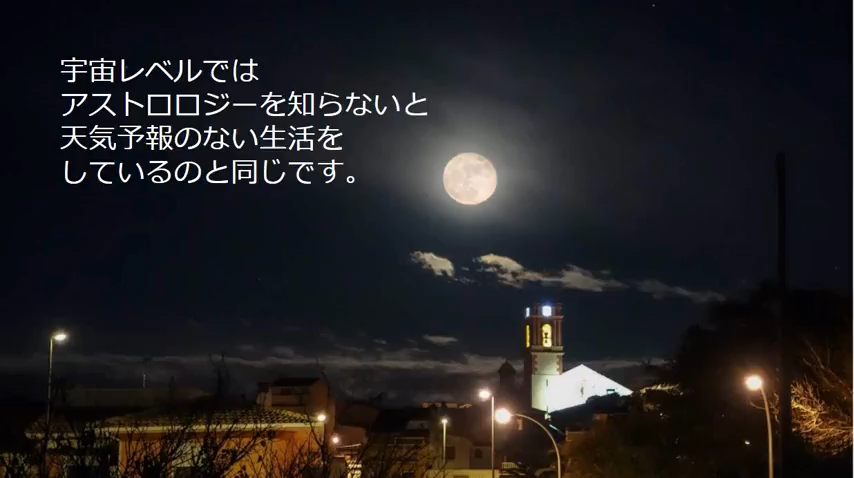 宇宙レベルでは
アストロロジーを知らないと
天気予報のない生活を
しているのと同じです。